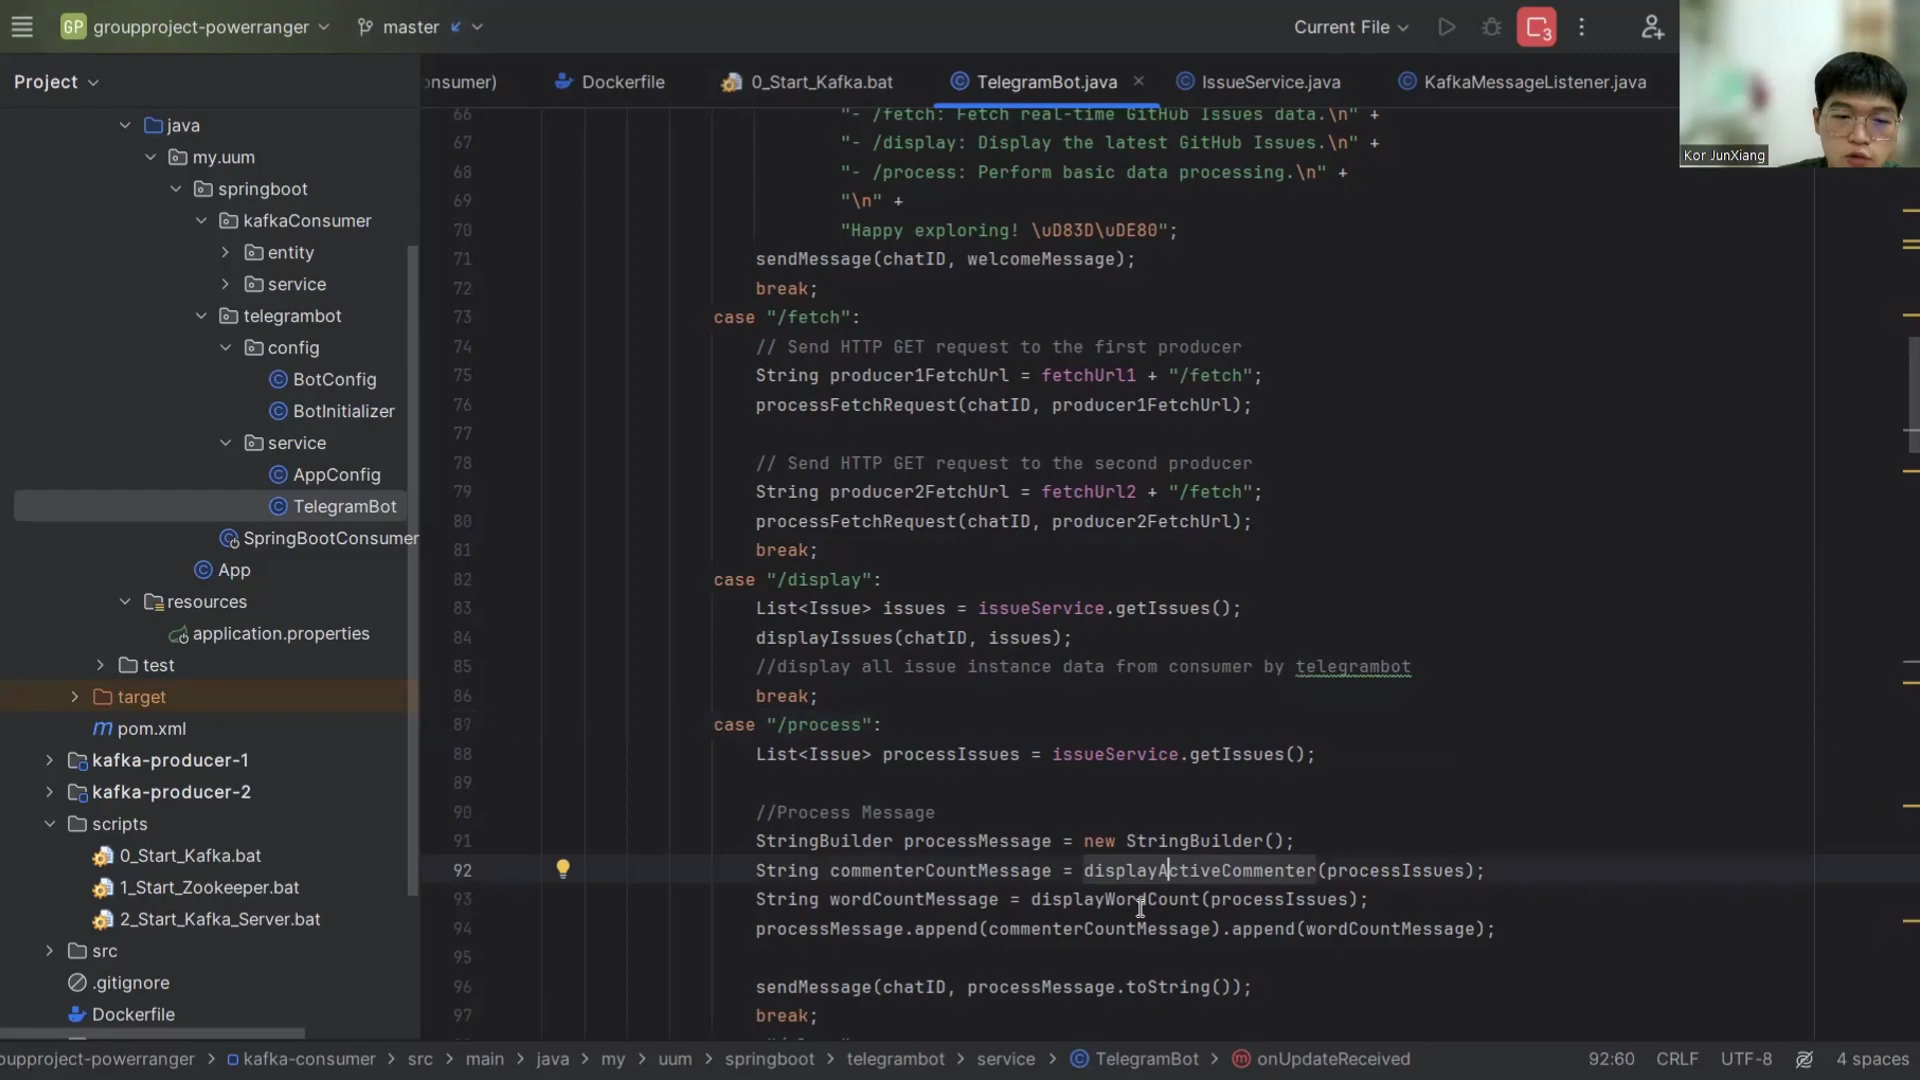 GP groupproject-powerranger master Current File 3
Kor JunXiang
Project
onsumer) Dockerfile 0_Start_Kafka.bat TelegramBot.java IssueService.java KafkaMessageListener.java
java
my.uum
springboot
kafkaConsumer
entity
service
telegrambot
config
BotConfig
BotInitializer
service
AppConfig
TelegramBot
SpringBootConsumer
App
resources
application.properties
test
target
pom.xml
kafka-producer-1
kafka-producer-2
scripts
0_Start_Kafka.bat
1_Start_Zookeeper.bat
2_Start_Kafka_Server.bat
src
.gitignore
Dockerfile
66 "- /fetch: Fetch real-time GitHub Issues data.\n" +
67 "- /display: Display the latest GitHub Issues.\n" +
68 "- /process: Perform basic data processing.\n" +
69 "\n" +
70 "Happy exploring! \uD83D\uDE80";
71 sendMessage(chatID, welcomeMessage);
72 break;
73 case "/fetch":
74 // Send HTTP GET request to the first producer
75 String producer1FetchUrl = fetchUrl1 + "/fetch";
76 processFetchRequest(chatID, producer1FetchUrl);
77
78 // Send HTTP GET request to the second producer
79 String producer2FetchUrl = fetchUrl2 + "/fetch";
80 processFetchRequest(chatID, producer2FetchUrl);
81 break;
82 case "/display":
83 List<Issue> issues = issueService.getIssues();
84 displayIssues(chatID, issues);
85 //display all issue instance data from consumer by telegrambot
86 break;
87 case "/process":
88 List<Issue> processIssues = issueService.getIssues();
89
90 //Process Message
91 StringBuilder processMessage = new StringBuilder();
92 String commenterCountMessage = displayActiveCommenter(processIssues);
93 String wordCountMessage = displayWordCount(processIssues);
94 processMessage.append(commenterCountMessage).append(wordCountMessage);
95
96 sendMessage(chatID, processMessage.toString());
97 break;
oupproject-powerranger > kafka-consumer > src > main > java > my > uum > springboot > telegrambot > service > TelegramBot > onUpdateReceived 92:60 CRLF UTF-8 4 spaces